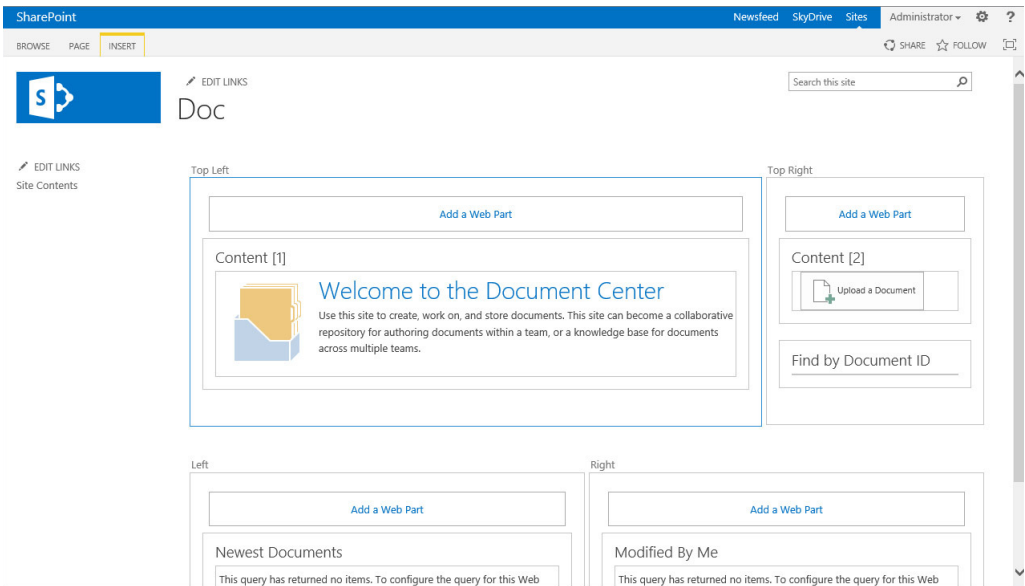 SharePoint
Newsfeed SkyDrive Sites Administrator ?
BROWSE PAGE INSERT
SHARE FOLLOW
S
EDIT LINKS
Search this site
Doc
EDIT LINKS
Site Contents
Top Left
Top Right
Add a Web Part
Add a Web Part
Content [1]
Content [2]
Welcome to the Document Center
Upload a Document
Use this site to create, work on, and store documents. This site can become a collaborative
repository for authoring documents within a team, or a knowledge base for documents
across multiple teams.
Find by Document ID
Left
Right
Add a Web Part
Add a Web Part
Newest Documents
Modified By Me
This query has returned no items. To configure the query for this Web
This query has returned no items. To configure the query for this Web